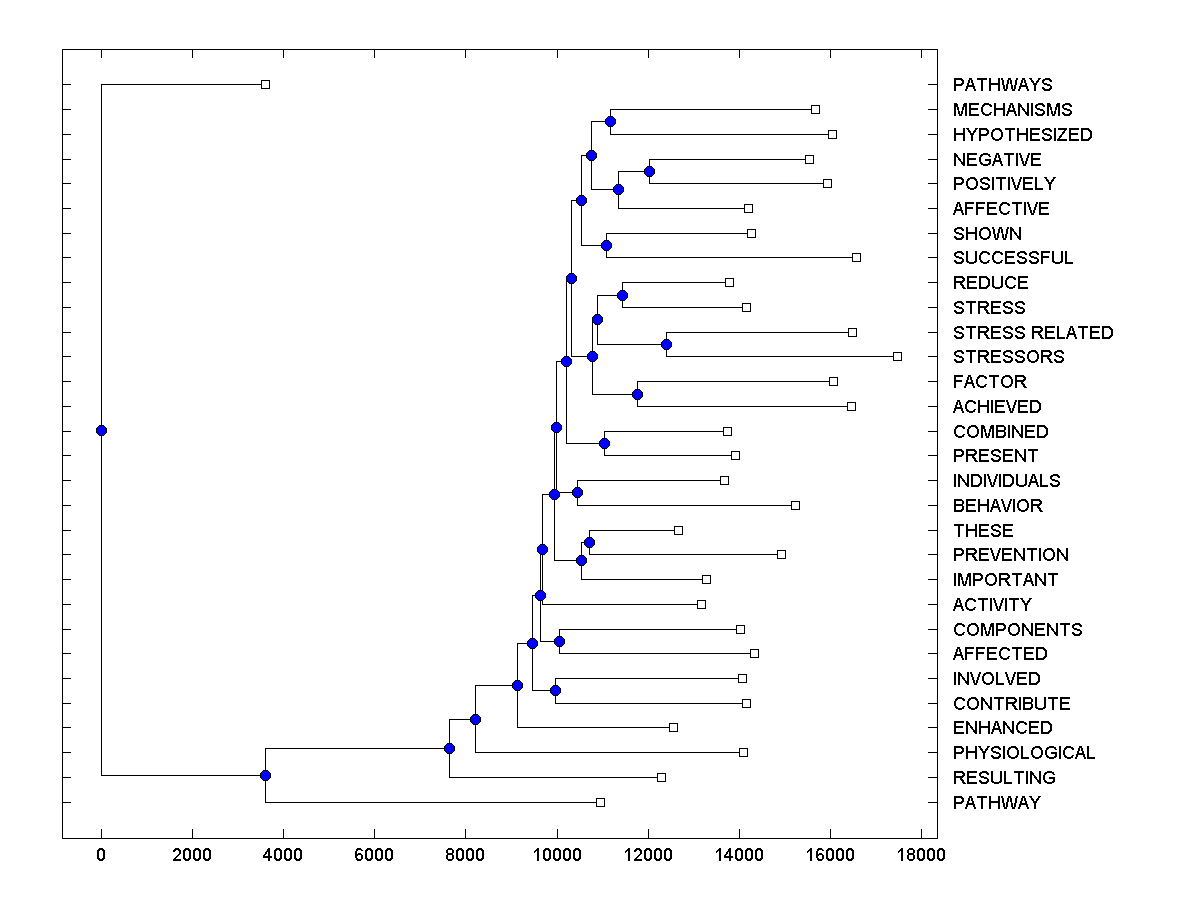 PATHWAYS
MECHANISMS
HYPOTHESIZED
NEGATIVE
POSITIVELY
AFFECTIVE
SHOWN
SUCCESSFUL
REDUCE
STRESS
STRESS RELATED
STRESSORS
FACTOR
ACHIEVED
COMBINED
PRESENT
INDIVIDUALS
BEHAVIOR
THESE
PREVENTION
IMPORTANT
ACTIVITY
COMPONENTS
AFFECTED
INVOLVED
CONTRIBUTE
ENHANCED
PHYSIOLOGICAL
RESULTING
PATHWAY
0 2000 4000 6000 8000 10000 12000 14000 16000 18000